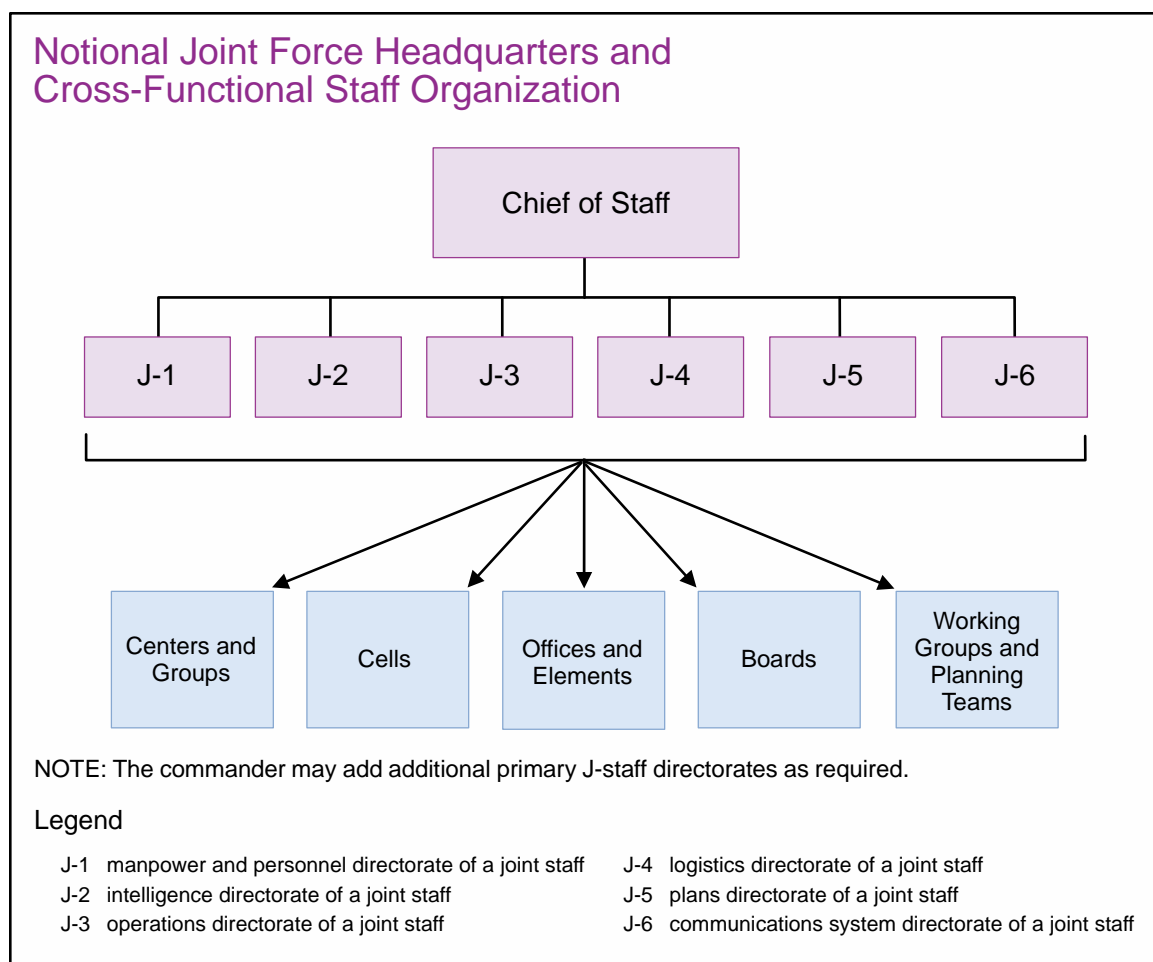 Notional Joint Force Headquarters and
Cross-Functional Staff Organization
Chief of Staff
J-1
J-2
J-3
J-4
J-5
J-6
Centers and
Groups
Cells
Offices and
Elements
Boards
Working
Groups and
Planning
Teams
NOTE: The commander may add additional primary J-staff directorates as required.
Legend
J-1 manpower and personnel directorate of a joint staff
J-2 intelligence directorate of a joint staff
J-3 operations directorate of a joint staff
J-4 logistics directorate of a joint staff
J-5 plans directorate of a joint staff
J-6 communications system directorate of a joint staff